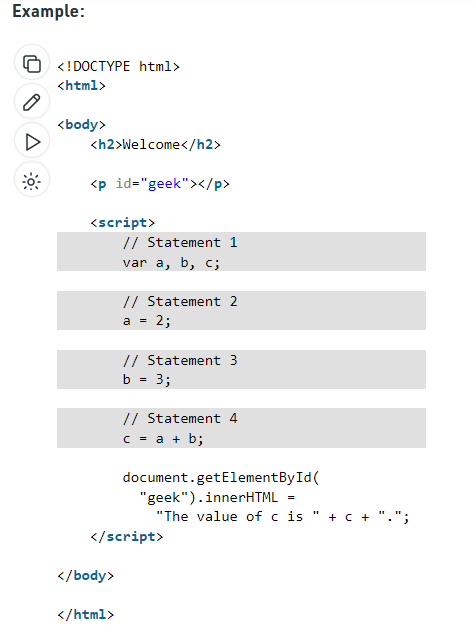 Example:
<!DOCTYPE html>
<html>
<body>
<h2>Welcome</h2>
<p id="geek"></p>
<script>
// Statement 1
var a, b, c;
// Statement 2
a = 2;
// Statement 3
b = 3;
// Statement 4
c = a + b;
document.getElementById(
"geek").innerHTML =
"The value of c is " + c + ".";
</script>
</body>
</html>